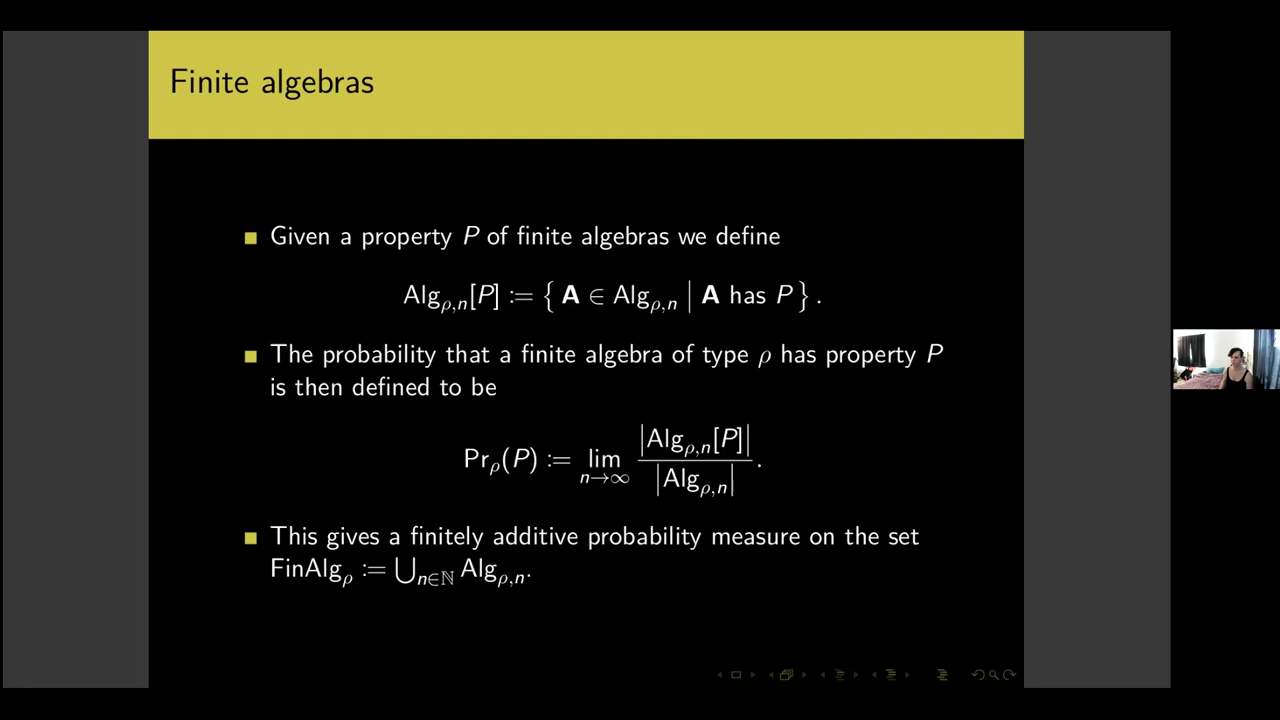 Finite algebras
Given a property P of finite algebras we define
Alg_{ρ,n}[P] := { A ∈ Alg_{ρ,n} | A has P } .
The probability that a finite algebra of type ρ has property P
is then defined to be
Pr_ρ(P) := lim_{n→∞} |Alg_{ρ,n}[P]| / |Alg_{ρ,n}| .
This gives a finitely additive probability measure on the set
FinAlg_ρ := ⋃_{n∈ℕ} Alg_{ρ,n}.